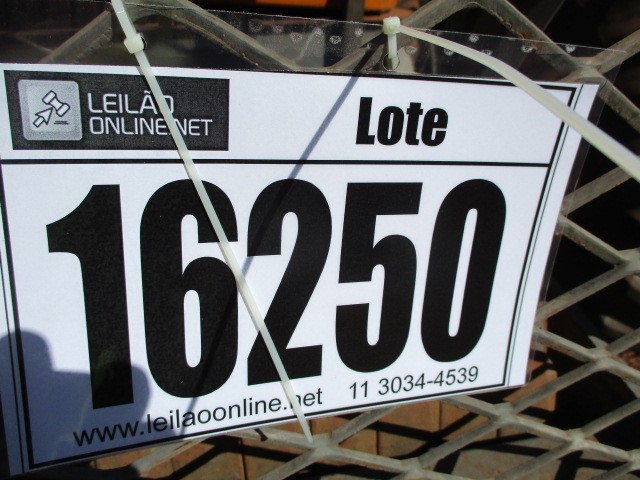 LEILÃO
ONLINE.NET
Lote
16250
www.leilaoonline.net 11 3034-4539